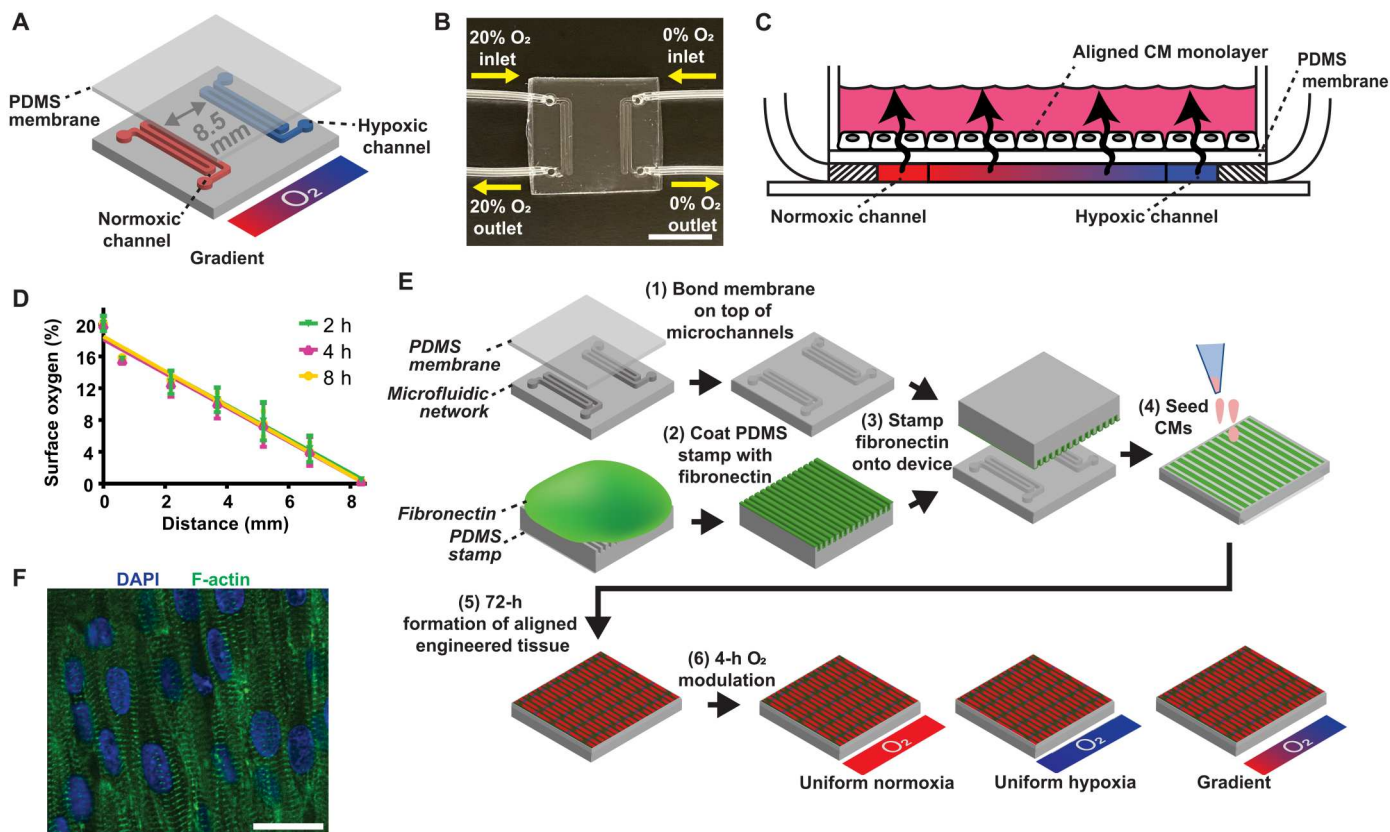 A
PDMS
membrane
8.5
mm
Hypoxic
channel
Normoxic
channel
O₂
Gradient
B
20% O₂
inlet
0% O₂
inlet
20% O₂
outlet
0% O₂
outlet
C
Aligned CM monolayer
PDMS
membrane
Normoxic channel
Hypoxic channel
D
Surface oxygen (%)
20
16
12
8
4
0
0
2
4
6
8
Distance (mm)
2 h
4 h
8 h
E
(1) Bond membrane
on top of
microchannels
PDMS
membrane
Microfluidic
network
(2) Coat PDMS
stamp with
fibronectin
Fibronectin
PDMS
stamp
(3) Stamp
fibronectin
onto device
(4) Seed
CMs
(5) 72-h
formation of aligned
engineered tissue
(6) 4-h O₂
modulation
O₂
Uniform normoxia
O₂
Uniform hypoxia
O₂
Gradient
F
DAPI F-actin